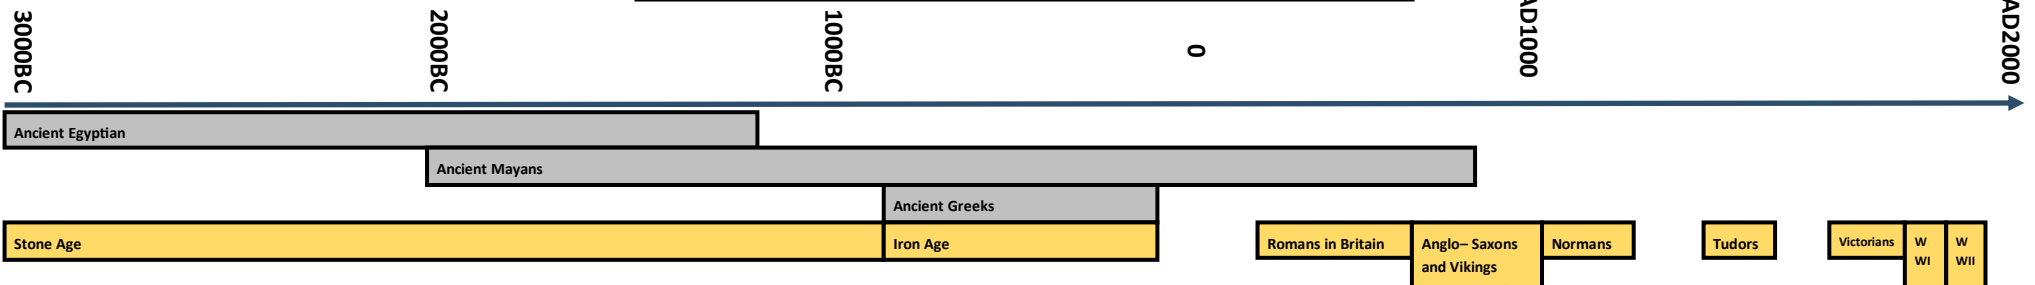 3000BC
2000BC
1000BC
0
AD1000
AD2000
Ancient Egyptian
Ancient Mayans
Ancient Greeks
Stone Age
Iron Age
Romans in Britain
Anglo– Saxons
and Vikings
Normans
Tudors
Victorians
W
WI
W
WII